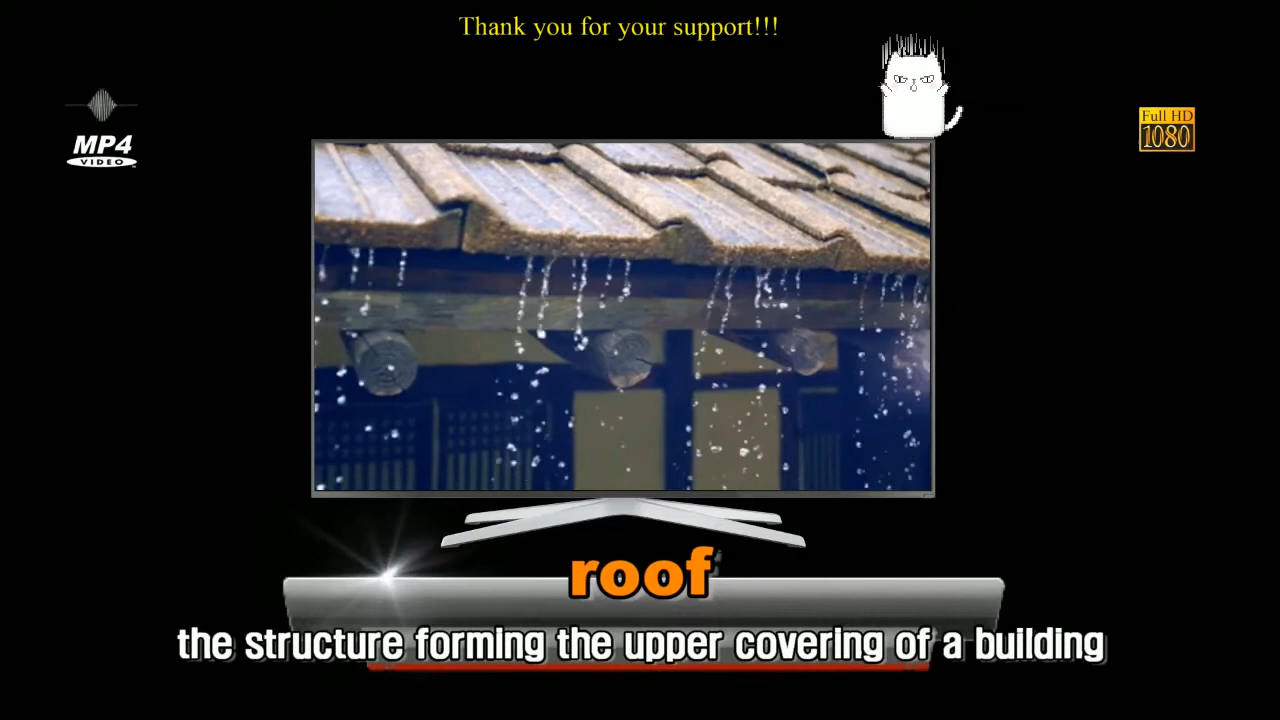 Thank you for your support!!!
MP4
VIDEO
Full HD
1080
roof
the structure forming the upper covering of a building